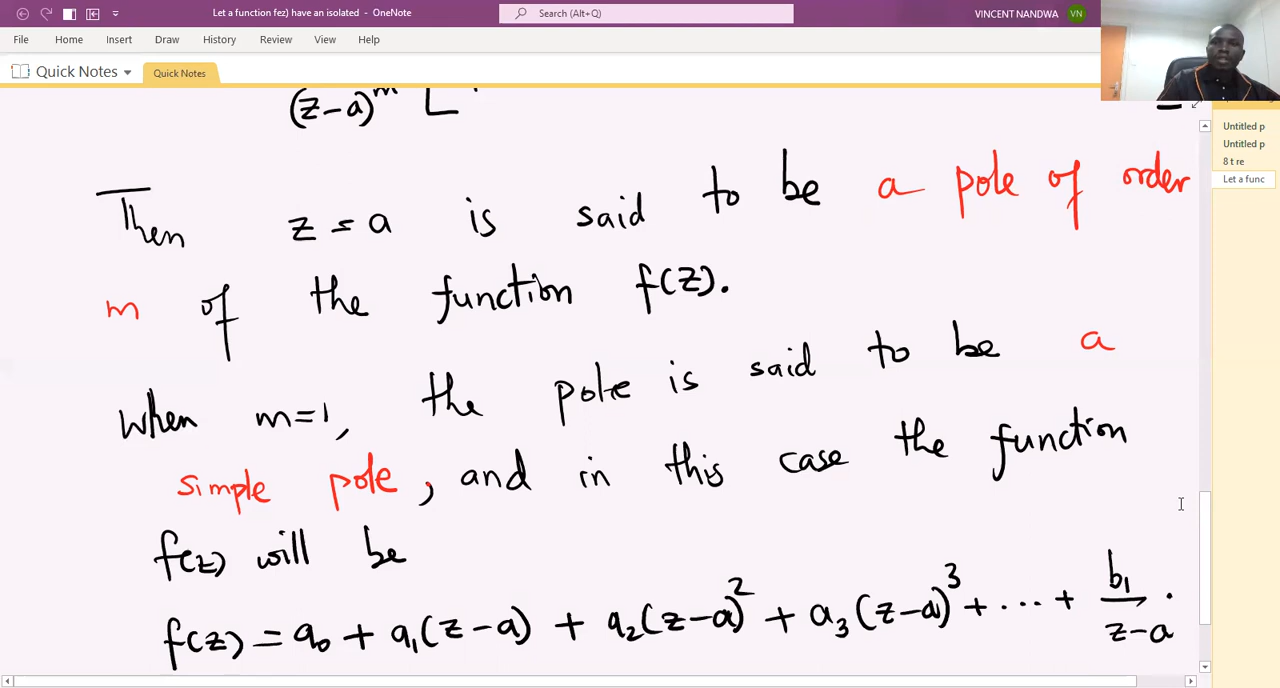 Let a function fez) have an isolated - OneNote
Search (Alt+Q)
VINCENT NANDWA
VN
File Home Insert Draw History Review View Help
Quick Notes
Quick Notes
Untitled p
Untitled p
8 t re
Let a func
(z-a)^m [
Then z = a is said to be a pole of order
m of the function f(z).
when m=1, the pole is said to be a
simple pole, and in this case the function
f(z) will be
f(z) = a₀ + a₁(z-a) + a₂(z-a)² + a₃(z-a)³ + ... + b₁/(z-a) .